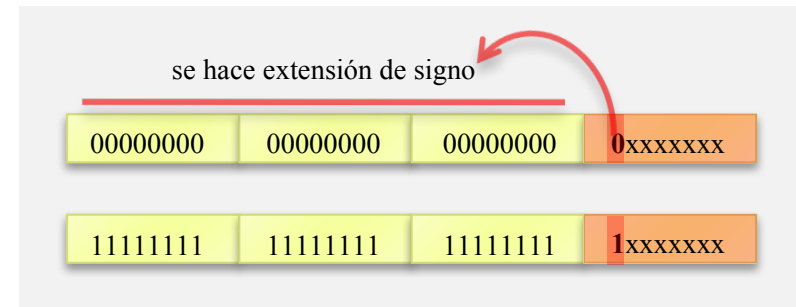 se hace extensión de signo
00000000 00000000 00000000 0xxxxxxx
11111111 11111111 11111111 1xxxxxxx